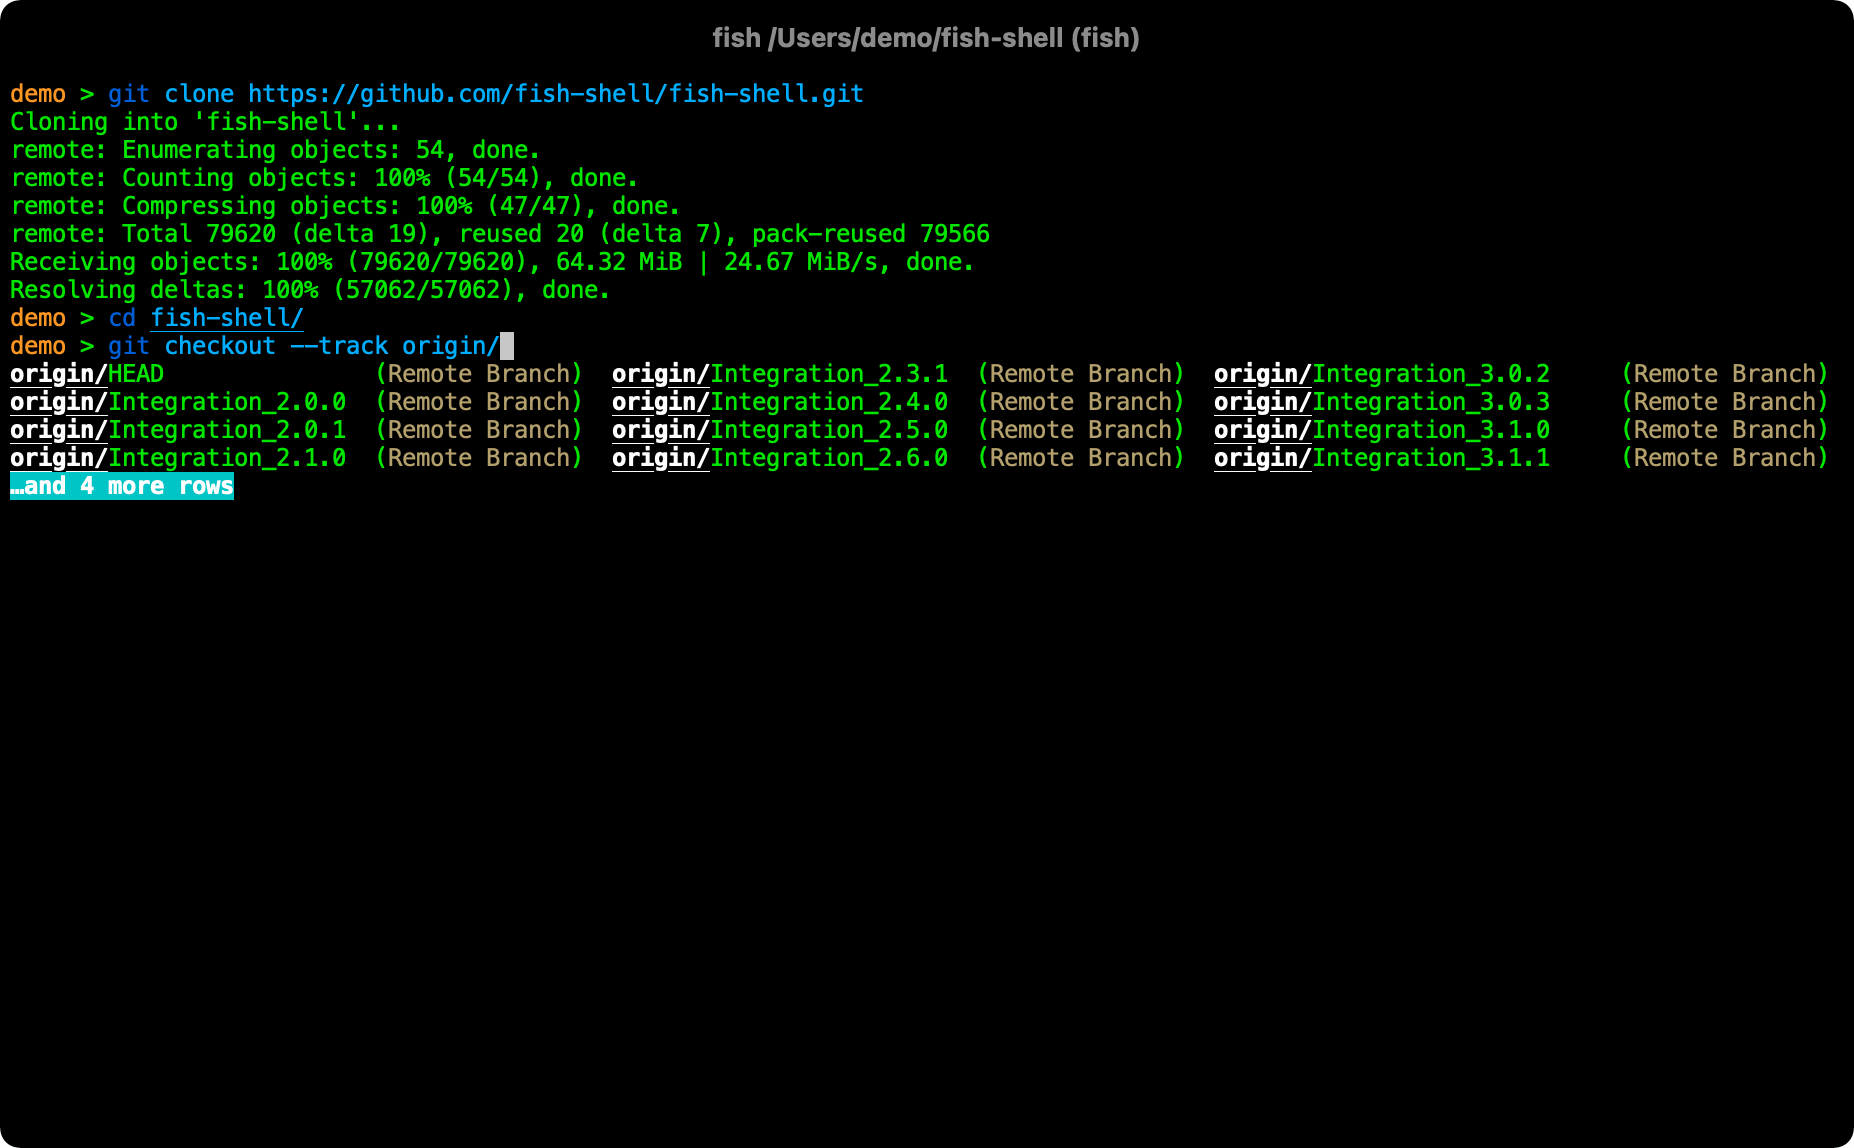 fish /Users/demo/fish-shell (fish)
demo > git clone https://github.com/fish-shell/fish-shell.git
Cloning into 'fish-shell'...
remote: Enumerating objects: 54, done.
remote: Counting objects: 100% (54/54), done.
remote: Compressing objects: 100% (47/47), done.
remote: Total 79620 (delta 19), reused 20 (delta 7), pack-reused 79566
Receiving objects: 100% (79620/79620), 64.32 MiB | 24.67 MiB/s, done.
Resolving deltas: 100% (57062/57062), done.
demo > cd fish-shell/
demo > git checkout --track origin/
origin/HEAD (Remote Branch) origin/Integration_2.3.1 (Remote Branch) origin/Integration_3.0.2 (Remote Branch)
origin/Integration_2.0.0 (Remote Branch) origin/Integration_2.4.0 (Remote Branch) origin/Integration_3.0.3 (Remote Branch)
origin/Integration_2.0.1 (Remote Branch) origin/Integration_2.5.0 (Remote Branch) origin/Integration_3.1.0 (Remote Branch)
origin/Integration_2.1.0 (Remote Branch) origin/Integration_2.6.0 (Remote Branch) origin/Integration_3.1.1 (Remote Branch)
…and 4 more rows